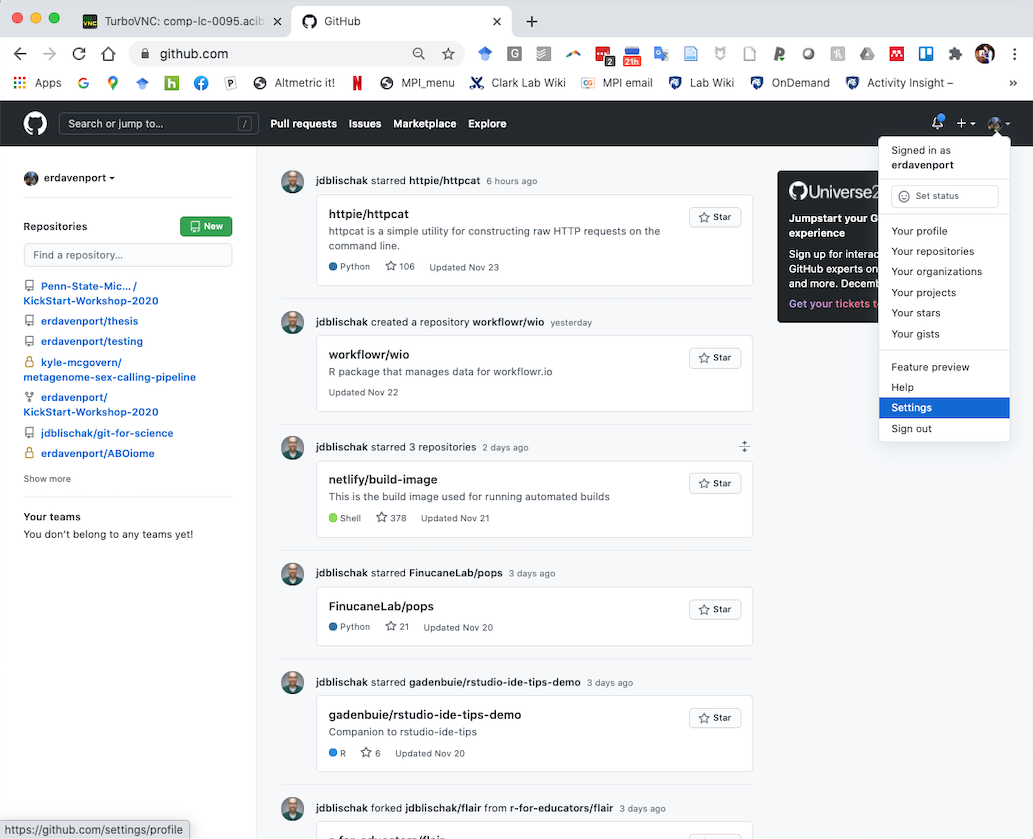 TurboVNC: comp-lc-0095.acib
GitHub
github.com
2
21h
Apps
Altmetric it!
MPI_menu
Clark Lab Wiki
MPI email
Lab Wiki
OnDemand
Activity Insight –
»
Search or jump to...
/
Pull requests
Issues
Marketplace
Explore
Signed in as
erdavenport
Set status
Your profile
Your repositories
Your organizations
Your projects
Your stars
Your gists
Feature preview
Help
Settings
Sign out
erdavenport
Repositories
New
Find a repository...
Penn-State-Mic... /
KickStart-Workshop-2020
erdavenport/thesis
erdavenport/testing
kyle-mcgovern/
metagenome-sex-calling-pipeline
erdavenport/
KickStart-Workshop-2020
jdblischak/git-for-science
erdavenport/ABOiome
Show more
Your teams
You don't belong to any teams yet!
jdblischak starred httpie/httpcat 6 hours ago
httpie/httpcat
Star
httpcat is a simple utility for constructing raw HTTP requests on the
command line.
Python 106 Updated Nov 23
jdblischak created a repository workflowr/wio yesterday
workflowr/wio
Star
R package that manages data for workflowr.io
Updated Nov 22
jdblischak starred 3 repositories 2 days ago
netlify/build-image
Star
This is the build image used for running automated builds
Shell 378 Updated Nov 21
jdblischak starred FinucaneLab/pops 3 days ago
FinucaneLab/pops
Star
Python 21 Updated Nov 20
jdblischak starred gadenbuie/rstudio-ide-tips-demo 3 days ago
gadenbuie/rstudio-ide-tips-demo
Star
Companion to rstudio-ide-tips
R 6 Updated Nov 20
jdblischak forked jdblischak/flair from r-for-educators/flair 3 days ago
r-for-educators/flair
Universe2
Jumpstart your G
experience
Sign up for interac
GitHub experts on
and more. Decemb
Get your tickets t
https://github.com/settings/profile